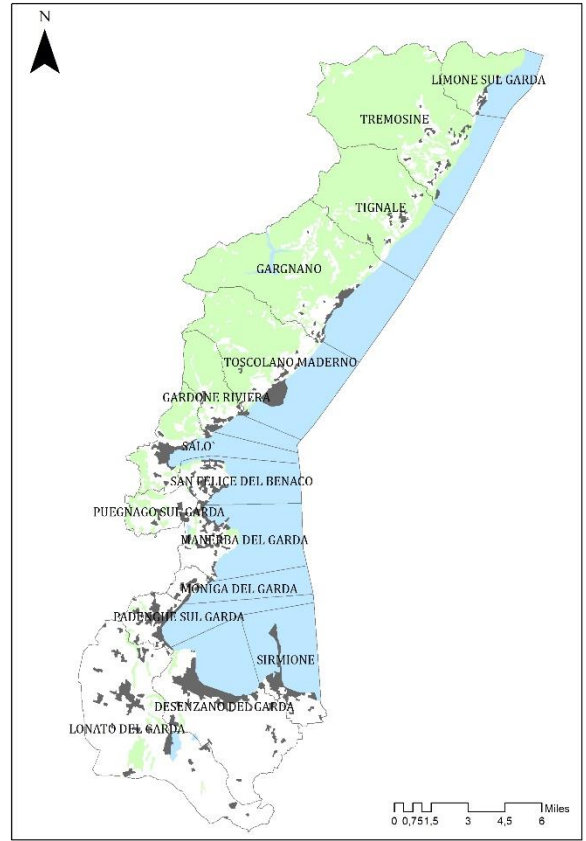 N
LIMONE SUL GARDA
TREMOSINE
TIGNALE
GARGNANO
TOSCOLANO MADERNO
GARDONE RIVIERA
SALO`
SAN FELICE DEL BENACO
PUEGNAGO SUL GARDA
MANERBA DEL GARDA
MONIGA DEL GARDA
PADENGHE SUL GARDA
SIRMIONE
DESENZANO DEL GARDA
LONATO DEL GARDA
Miles
0 0,751,5 3 4,5 6